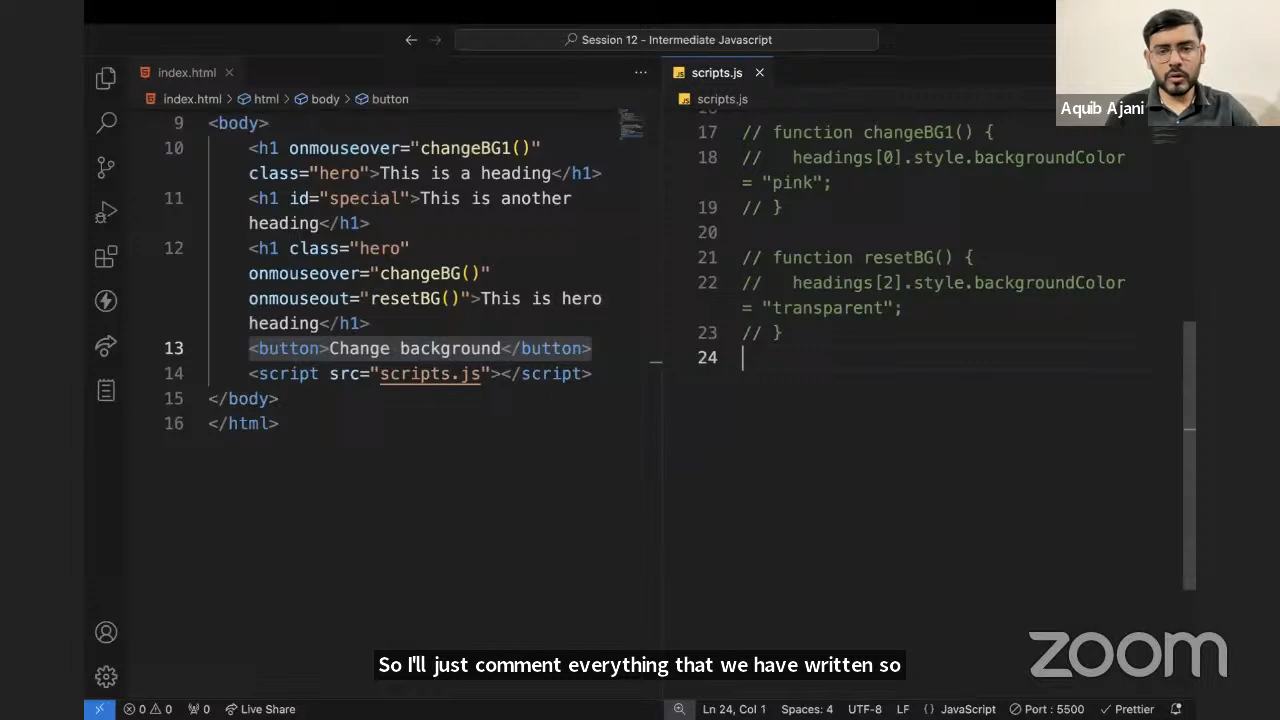 Session 12 - Intermediate Javascript
Aquib Ajani
index.html
index.html > html > body > button
9 <body>
10 <h1 onmouseover="changeBG1()"
class="hero">This is a heading</h1>
11 <h1 id="special">This is another
heading</h1>
12 <h1 class="hero"
onmouseover="changeBG()"
onmouseout="resetBG()">This is hero
heading</h1>
13 <button>Change background</button>
14 <script src="scripts.js"></script>
15 </body>
16 </html>
scripts.js
scripts.js
17 // function changeBG1() {
18 //   headings[0].style.backgroundColor
= "pink";
19 // }
20
21 // function resetBG() {
22 //   headings[2].style.backgroundColor
= "transparent";
23 // }
24
So I'll just comment everything that we have written so
zoom
0 0 0 Live Share
Ln 24, Col 1 Spaces: 4 UTF-8 LF {} JavaScript Port : 5500 Prettier